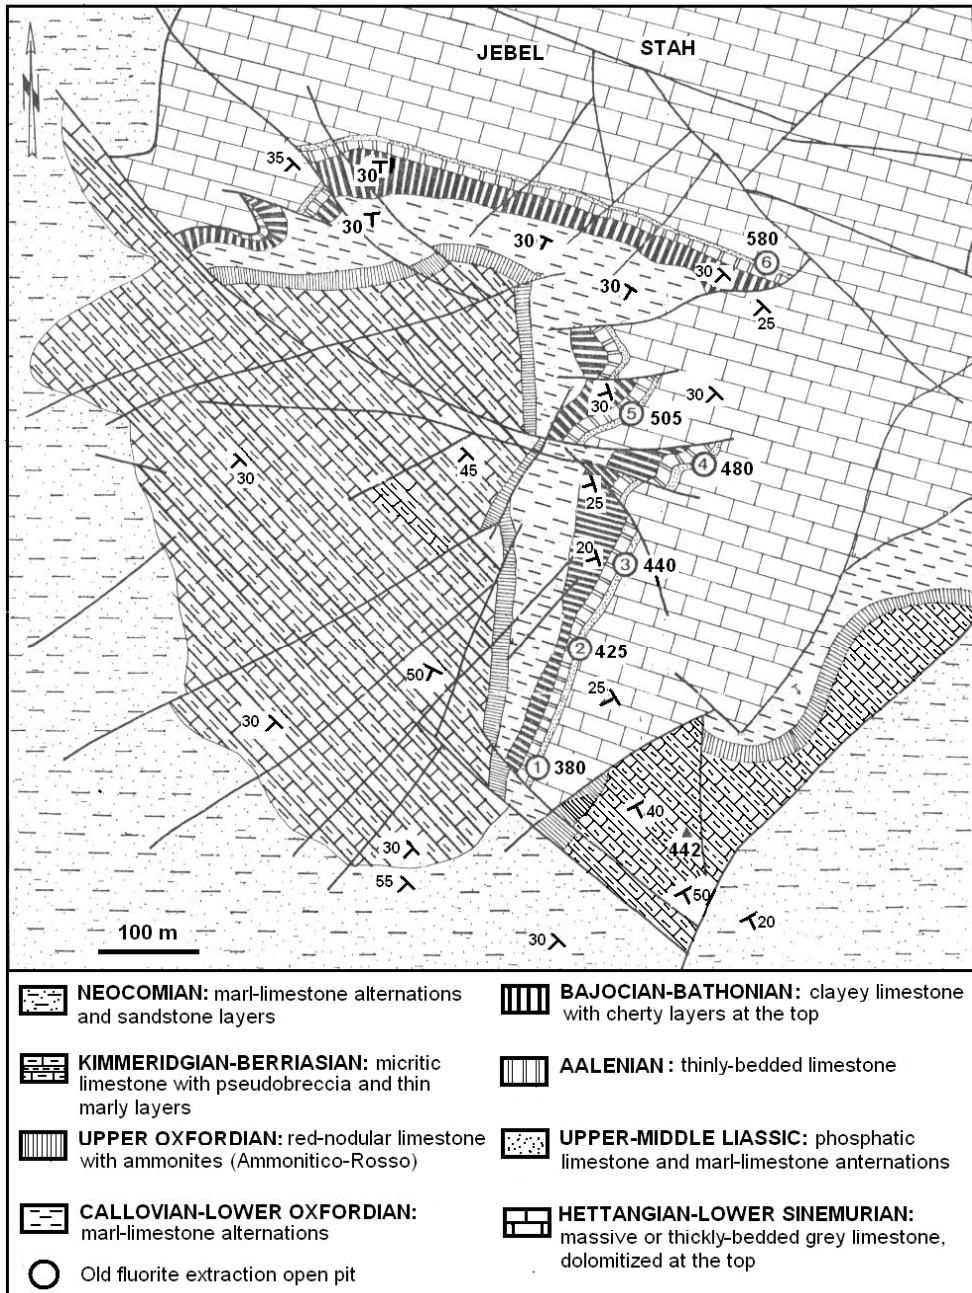 JEBEL STAH
N
35
30
30
30
580
6
30
30
25
30
30
5
505
4
480
30
45
25
20
3
440
2
425
50
25
30
1
380
40
442
30
55
50
20
30
100 m
NEOCOMIAN: marl-limestone alternations
and sandstone layers
KIMMERIDGIAN-BERRIASIAN: micritic
limestone with pseudobreccia and thin
marly layers
UPPER OXFORDIAN: red-nodular limestone
with ammonites (Ammonitico-Rosso)
CALLOVIAN-LOWER OXFORDIAN:
marl-limestone alternations
Old fluorite extraction open pit
BAJOCIAN-BATHONIAN: clayey limestone
with cherty layers at the top
AALENIAN: thinly-bedded limestone
UPPER-MIDDLE LIASSIC: phosphatic
limestone and marl-limestone anternations
HETTANGIAN-LOWER SINEMURIAN:
massive or thickly-bedded grey limestone,
dolomitized at the top